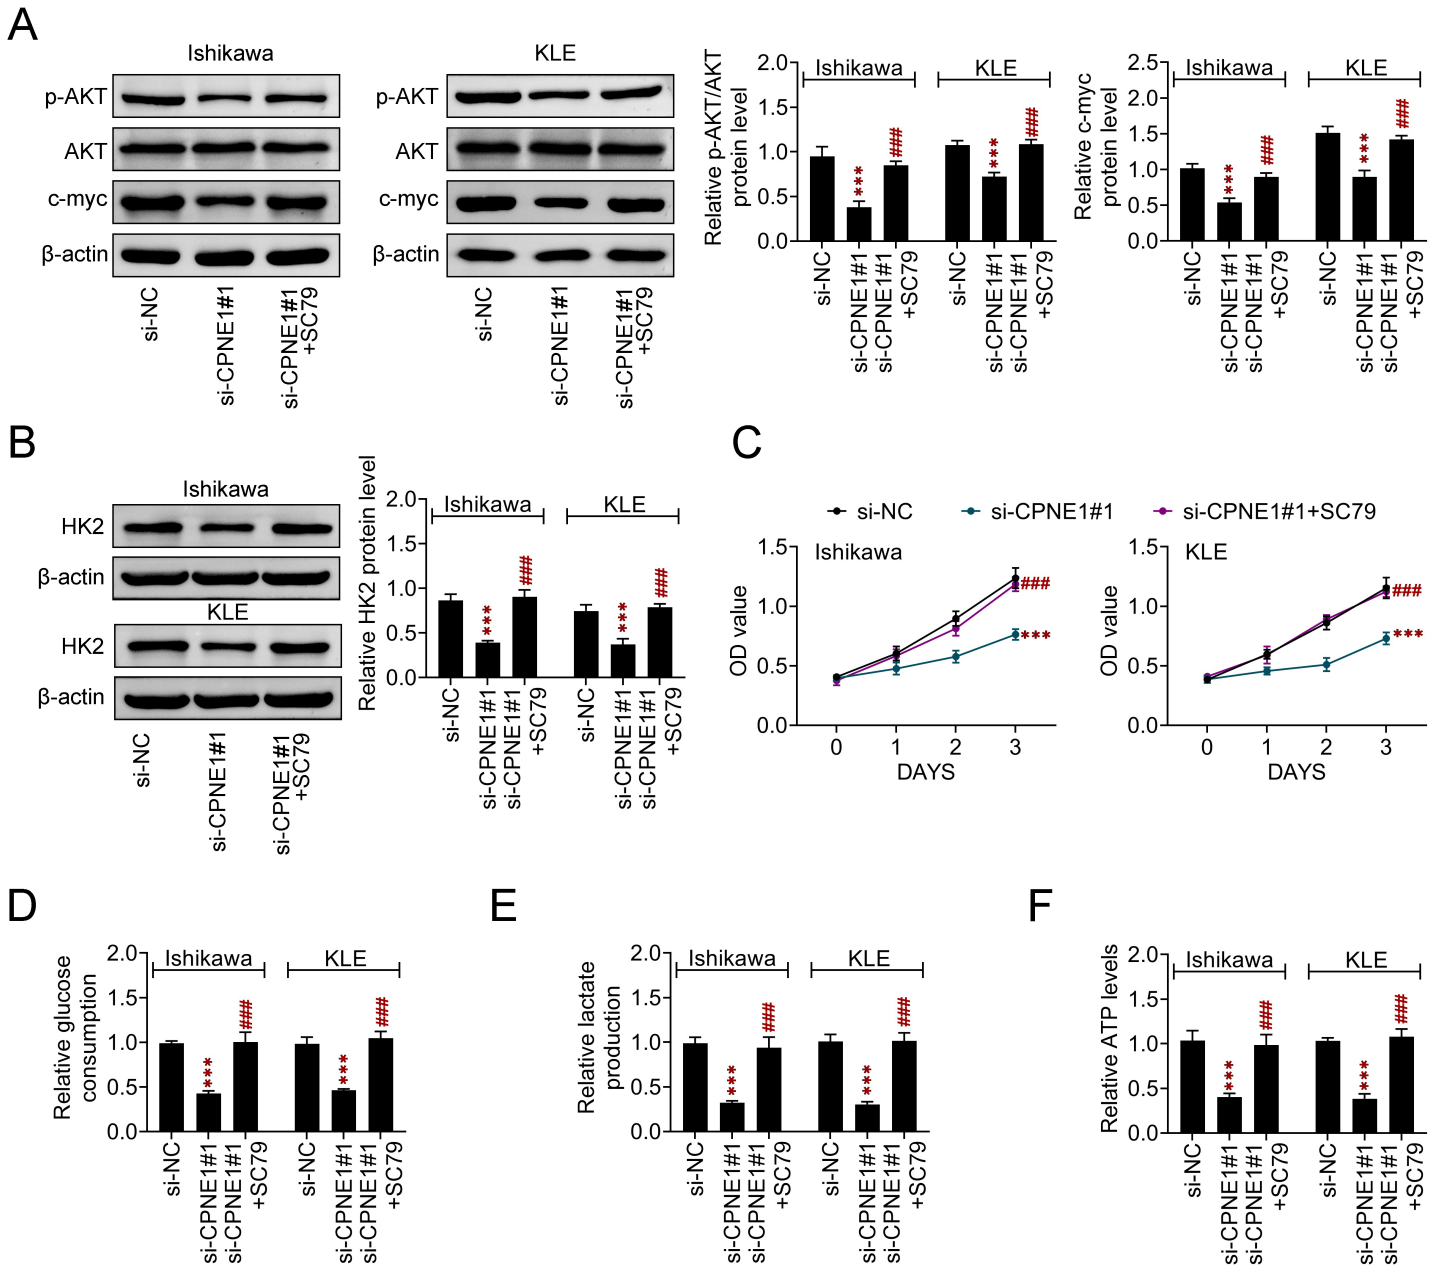 A
Ishikawa
p-AKT
AKT
c-myc
β-actin
si-NC
si-CPNE1#1
si-CPNE1#1
+SC79
KLE
p-AKT
AKT
c-myc
β-actin
si-NC
si-CPNE1#1
si-CPNE1#1
+SC79
Relative p-AKT/AKT
protein level
2.0
1.5
1.0
0.5
0.0
Ishikawa
KLE
***
###
***
###
si-NC
si-CPNE1#1
si-CPNE1#1
+SC79
si-NC
si-CPNE1#1
si-CPNE1#1
+SC79
Relative c-myc
protein level
2.5
2.0
1.5
1.0
0.5
0.0
Ishikawa
KLE
***
###
***
###
si-NC
si-CPNE1#1
si-CPNE1#1
+SC79
si-NC
si-CPNE1#1
si-CPNE1#1
+SC79
B
Ishikawa
HK2
β-actin
KLE
HK2
β-actin
si-NC
si-CPNE1#1
si-CPNE1#1
+SC79
Relative HK2 protein level
2.0
1.5
1.0
0.5
0.0
Ishikawa
KLE
***
###
***
###
si-NC
si-CPNE1#1
si-CPNE1#1
+SC79
si-NC
si-CPNE1#1
si-CPNE1#1
+SC79
C
si-NC
si-CPNE1#1
si-CPNE1#1+SC79
OD value
1.5
1.0
0.5
0.0
Ishikawa
###
***
0 1 2 3
DAYS
OD value
1.5
1.0
0.5
0.0
KLE
###
***
0 1 2 3
DAYS
D
Relative glucose
consumption
2.0
1.5
1.0
0.5
0.0
Ishikawa
KLE
***
###
***
###
si-NC
si-CPNE1#1
si-CPNE1#1
+SC79
si-NC
si-CPNE1#1
si-CPNE1#1
+SC79
E
Relative lactate
production
2.0
1.5
1.0
0.5
0.0
Ishikawa
KLE
***
###
***
###
si-NC
si-CPNE1#1
si-CPNE1#1
+SC79
si-NC
si-CPNE1#1
si-CPNE1#1
+SC79
F
Relative ATP levels
2.0
1.5
1.0
0.5
0.0
Ishikawa
KLE
***
###
***
###
si-NC
si-CPNE1#1
si-CPNE1#1
+SC79
si-NC
si-CPNE1#1
si-CPNE1#1
+SC79